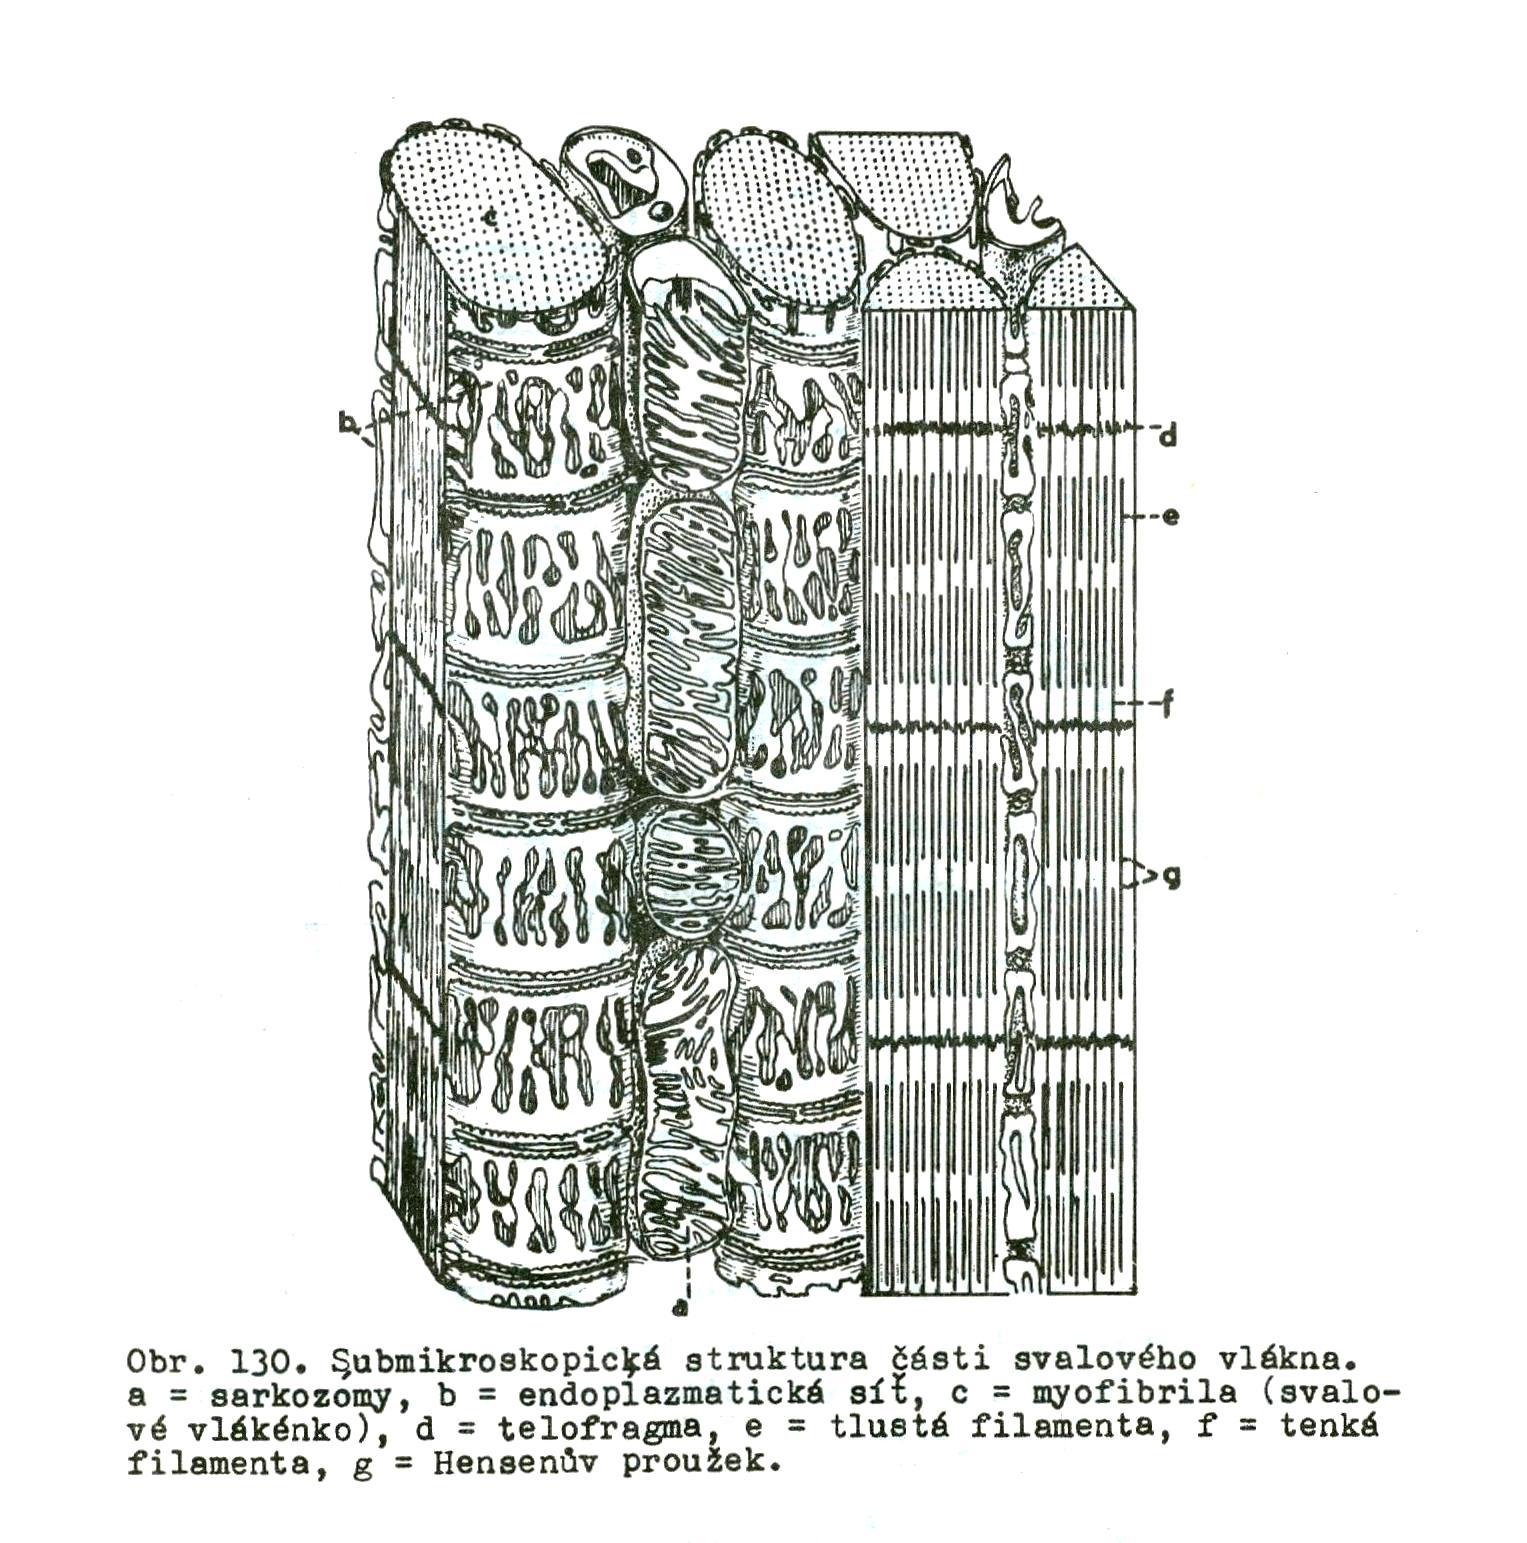 c
b
d
e
f
g
a
Obr. 130. Submikroskopická struktura části svalového vlákna.
a = sarkozomy, b = endoplazmatická síť, c = myofibrila (svalo-
vé vlákénko), d = telofragma, e = tlustá filamenta, f = tenká
filamenta, g = Hensenův proužek.